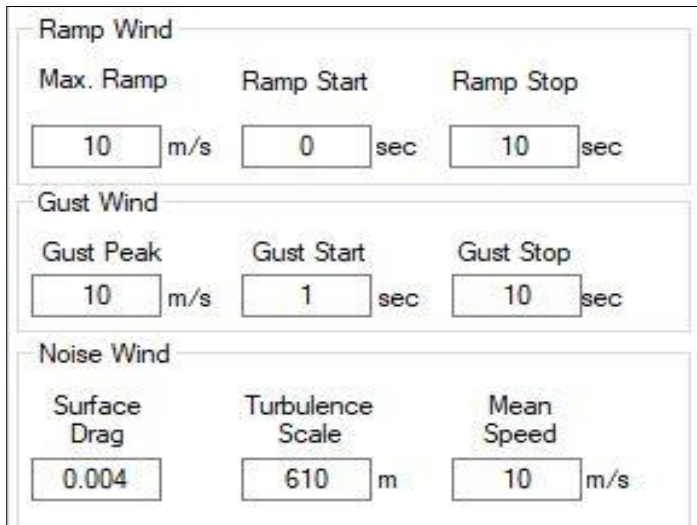 Ramp Wind
Max. Ramp Ramp Start Ramp Stop
10 m/s 0 sec 10 sec
Gust Wind
Gust Peak Gust Start Gust Stop
10 m/s 1 sec 10 sec
Noise Wind
Surface Turbulence Mean
Drag Scale Speed
0.004 610 m 10 m/s